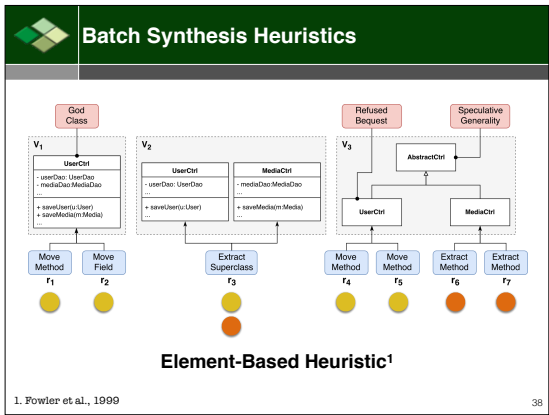 Batch Synthesis Heuristics
God
Class
Refused
Bequest
Speculative
Generality
V1
UserCtrl
- userDao: UserDao
- mediaDao:MediaDao
...
+ saveUser(u:User)
+ saveMedia(m:Media)
...
V2
UserCtrl
- userDao: UserDao
...
+ saveUser(u:User)
...
MediaCtrl
- mediaDao:MediaDao
...
+ saveMedia(m:Media)
...
V3
AbstractCtrl
UserCtrl
MediaCtrl
Move
Method
r1
Move
Field
r2
Extract
Superclass
r3
Move
Method
r4
Move
Method
r5
Extract
Method
r6
Extract
Method
r7
Element-Based Heuristic1
1. Fowler et al., 1999
38